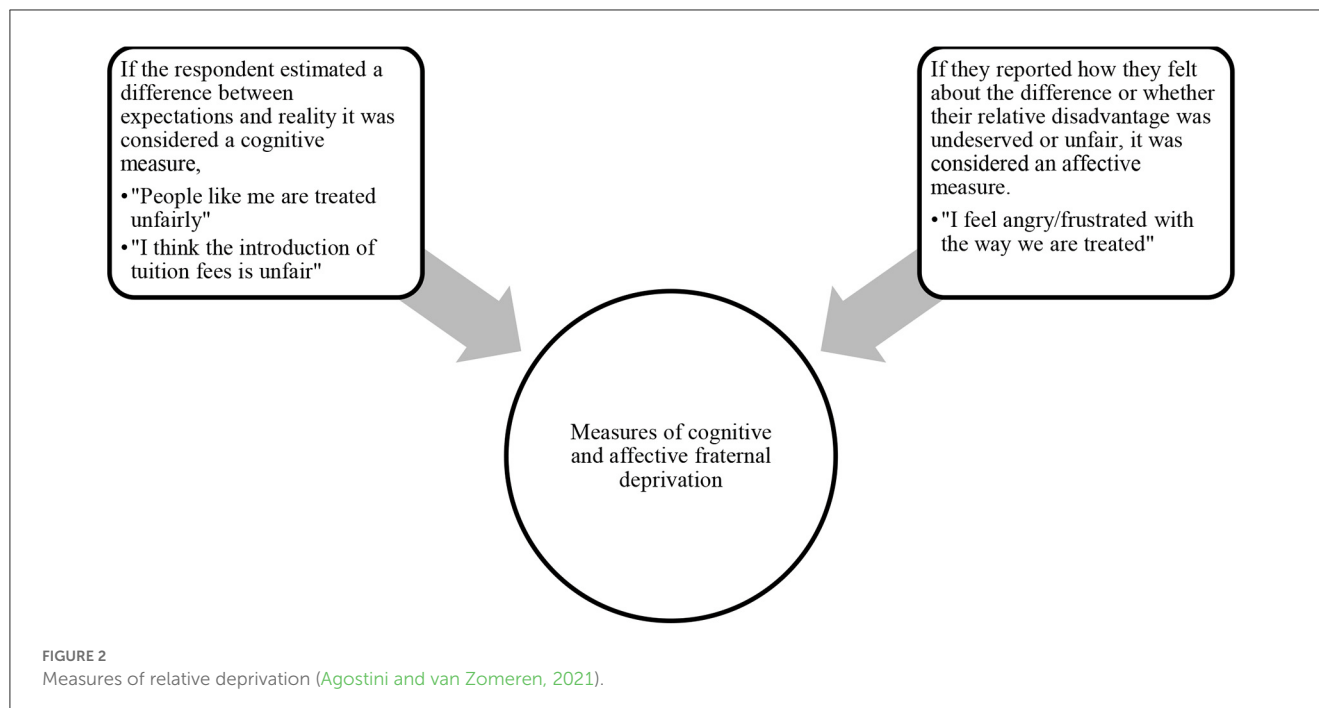 If the respondent estimated a
difference between
expectations and reality it was
considered a cognitive
measure,
•"People like me are treated
unfairly"
•"I think the introduction of
tuition fees is unfair"
If they reported how they felt
about the difference or whether
their relative disadvantage was
undeserved or unfair, it was
considered an affective
measure.
•"I feel angry/frustrated with
the way we are treated"
Measures of cognitive
and affective fraternal
deprivation
FIGURE 2
Measures of relative deprivation (Agostini and van Zomeren, 2021).